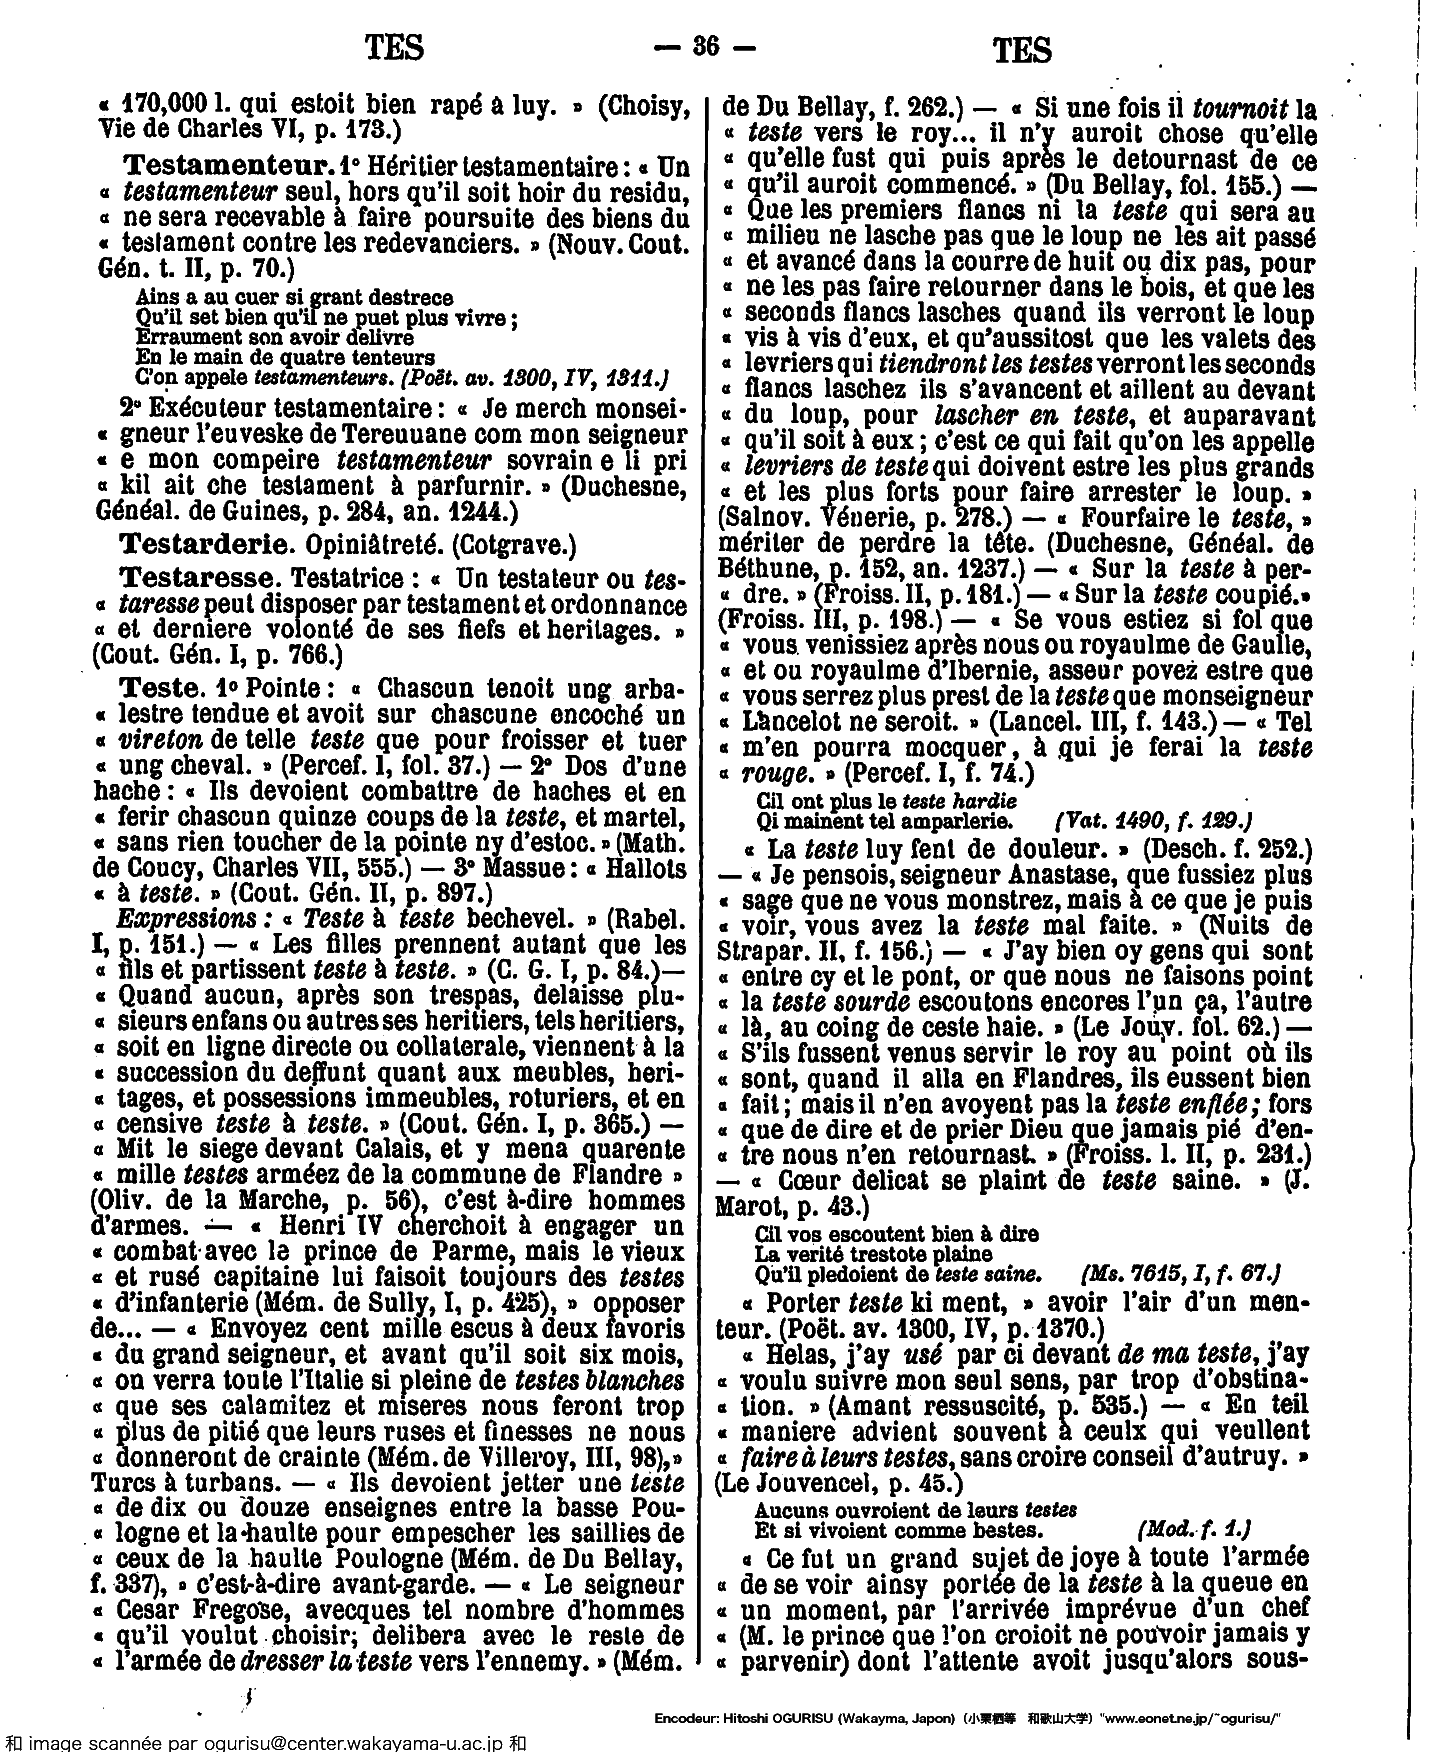 TES — 36 — TES
« 170,000 l. qui estoit bien rapé à luy. » (Choisy,
Vie de Charles VI, p. 173.)
Testamenteur. 1° Héritier testamentaire : « Un
« testamenteur seul, hors qu'il soit hoir du residu,
« ne sera recevable à faire poursuite des biens du
« testament contre les redevanciers. » (Nouv. Cout.
Gén. t. II, p. 70.)
Ains a au cuer si grant destrece
Qu'il set bien qu'il ne puet plus vivre ;
Erraument son avoir delivre
En le main de quatre tenteurs
C'on appele testamenteurs. (Poët. av. 1300, IV, 1311.)
2° Exécuteur testamentaire : « Je merch monsei-
« gneur l'euveske de Tereuuane com mon seigneur
« e mon compeire testamenteur sovrain e li pri
« kil ait che testament à parfurnir. » (Duchesne,
Généal. de Guines, p. 284, an. 1244.)
Testarderie. Opiniâtreté. (Cotgrave.)
Testaresse. Testatrice : « Un testateur ou tes-
« taresse peut disposer par testament et ordonnance
« et derniere volonté de ses fiefs et heritages. »
(Cout. Gén. I, p. 766.)
Teste. 1° Pointe : « Chascun tenoit ung arba-
« lestre tendue et avoit sur chascune encoché un
« vireton de telle teste que pour froisser et tuer
« ung cheval. » (Percef. I, fol. 37.) — 2° Dos d'une
hache : « Ils devoient combattre de haches et en
« ferir chascun quinze coups de la teste, et martel,
« sans rien toucher de la pointe ny d'estoc. » (Math.
de Coucy, Charles VII, 555.) — 3° Massue : « Hallots
« à teste. » (Cout. Gén. II, p. 897.)
Expressions : « Teste à teste bechevel. » (Rabel.
I, p. 151.) — « Les filles prennent autant que les
« fils et partissent teste à teste. » (C. G. I, p. 84.)—
« Quand aucun, après son trespas, delaisse plu-
« sieurs enfans ou autres ses heritiers, tels heritiers,
« soit en ligne directe ou collaterale, viennent à la
« succession du deffunt quant aux meubles, heri-
« tages, et possessions immeubles, roturiers, et en
« censive teste à teste. » (Cout. Gén. I, p. 365.) —
« Mit le siege devant Calais, et y mena quarente
« mille testes arméez de la commune de Flandre »
(Oliv. de la Marche, p. 56), c'est à-dire hommes
d'armes. — « Henri IV cherchoit à engager un
« combat avec le prince de Parme, mais le vieux
« et rusé capitaine lui faisoit toujours des testes
« d'infanterie (Mém. de Sully, I, p. 425), » opposer
de... — « Envoyez cent mille escus à deux favoris
« du grand seigneur, et avant qu'il soit six mois,
« on verra toute l'Italie si pleine de testes blanches
« que ses calamitez et miseres nous feront trop
« plus de pitié que leurs ruses et finesses ne nous
« donneront de crainte (Mém. de Villeroy, III, 98),»
Turcs à turbans. — « Ils devoient jetter une teste
« de dix ou douze enseignes entre la basse Pou-
« logne et la haulte pour empescher les saillies de
« ceux de la haulte Poulogne (Mém. de Du Bellay,
f. 337), » c'est-à-dire avant-garde. — « Le seigneur
« Cesar Fregose, avecques tel nombre d'hommes
« qu'il voulut choisir; delibera avec le reste de
« l'armée de dresser la teste vers l'ennemy. » (Mém.
de Du Bellay, f. 262.) — « Si une fois il tournoit la
« teste vers le roy... il n'y auroit chose qu'elle
« qu'elle fust qui puis après le detournast de ce
« qu'il auroit commencé. » (Du Bellay, fol. 155.) —
« Que les premiers flancs ni la teste qui sera au
« milieu ne lasche pas que le loup ne les ait passé
« et avancé dans la courre de huit ou dix pas, pour
« ne les pas faire retourner dans le bois, et que les
« seconds flancs lasches quand ils verront le loup
« vis à vis d'eux, et qu'aussitost que les valets des
« levriers qui tiendront les testes verront les seconds
« flancs laschez ils s'avancent et aillent au devant
« du loup, pour lascher en teste, et auparavant
« qu'il soit à eux ; c'est ce qui fait qu'on les appelle
« levriers de teste qui doivent estre les plus grands
« et les plus forts pour faire arrester le loup. »
(Salnov. Vénerie, p. 278.) — « Fourfaire le teste, »
mériter de perdre la tête. (Duchesne, Généal. de
Béthune, p. 152, an. 1237.) — « Sur la teste à per-
« dre. » (Froiss. II, p. 181.) — « Sur la teste coupié.»
(Froiss. III, p. 198.) — « Se vous estiez si fol que
« vous venissiez après nous ou royaulme de Gaulle,
« et ou royaulme d'Ibernie, asseur povez estre que
« vous serrez plus prest de la teste que monseigneur
« Lancelot ne seroit. » (Lancel. III, f. 143.) — « Tel
« m'en pourra mocquer, à qui je ferai la teste
« rouge. » (Percef. I, f. 74.)
Cil ont plus le teste hardie
Qi mainent tel amparlerie. (Vat. 1490, f. 129.)
« La teste luy fent de douleur. » (Desch. f. 252.)
— « Je pensois, seigneur Anastase, que fussiez plus
« sage que ne vous monstrez, mais à ce que je puis
« voir, vous avez la teste mal faite. » (Nuits de
Strapar. II, f. 156.) — « J'ay bien oy gens qui sont
« entre cy et le pont, or que nous ne faisons point
« la teste sourde escoutons encores l'un ça, l'autre
« là, au coing de ceste haie. » (Le Jouv. fol. 62.) —
« S'ils fussent venus servir le roy au point où ils
« sont, quand il alla en Flandres, ils eussent bien
« fait ; mais il n'en avoyent pas la teste enflée ; fors
« que de dire et de prier Dieu que jamais pié d'en-
« tre nous n'en retournast. » (Froiss. l. II, p. 231.)
— « Cœur delicat se plaint de teste saine. » (J.
Marot, p. 43.)
Cil vos escoutent bien à dire
La verité trestote plaine
Qu'il pledoient de teste saine. (Ms. 7615, I, f. 67.)
« Porter teste ki ment, » avoir l'air d'un men-
teur. (Poët. av. 1300, IV, p. 1370.)
« Helas, j'ay usé par ci devant de ma teste, j'ay
« voulu suivre mon seul sens, par trop d'obstina-
« tion. » (Amant ressuscité, p. 535.) — « En teil
« maniere advient souvent à ceulx qui veullent
« faire à leurs testes, sans croire conseil d'autruy. »
(Le Jouvencel, p. 45.)
Aucuns ouvroient de leurs testes
Et si vivoient comme bestes. (Mod. f. 1.)
« Ce fut un grand sujet de joye à toute l'armée
« de se voir ainsy portée de la teste à la queue en
« un moment, par l'arrivée imprévue d'un chef
« (M. le prince que l'on croioit ne pouvoir jamais y
« parvenir) dont l'attente avoit jusqu'alors sous-
Encodeur: Hitoshi OGURISU (Wakayma, Japon) (小栗栖等 和歌山大学) "www.eonet.ne.jp/~ogurisu/"
和 image scannée par ogurisu@center.wakayama-u.ac.jp 和